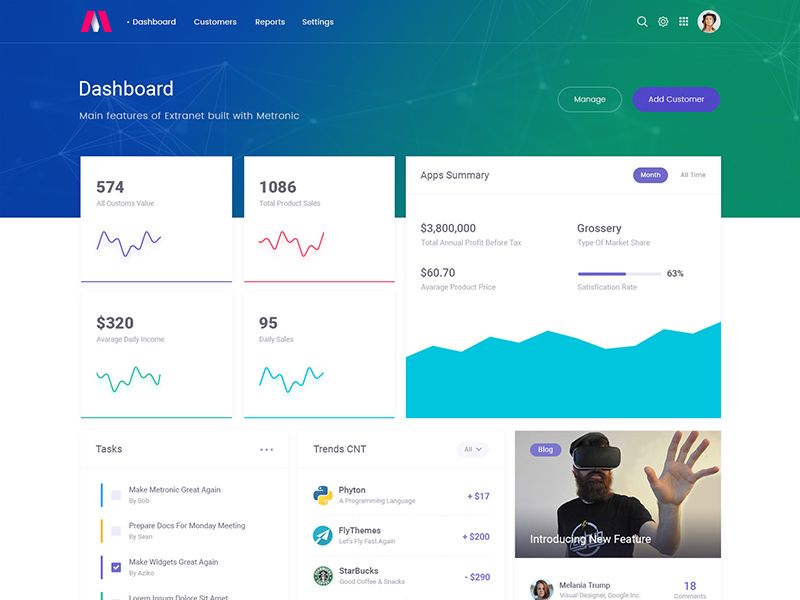 Dashboard
Customers
Reports
Settings
Dashboard
Main features of Extranet built with Metronic
Manage
Add Customer
574
All Customs Value
1086
Total Product Sales
$320
Avarage Daily Income
95
Daily Sales
Apps Summary
Month
All Time
$3,800,000
Total Annual Profit Before Tax
Grossery
Type Of Market Share
$60.70
Avarage Product Price
63%
Satisfication Rate
Tasks
Make Metronic Great Again
By Bob
Prepare Docs For Monday Meeting
By Sean
Make Widgets Great Again
By Aziko
Lorem Ipsum Dolore Sit Amet
Trends CNT
All
Phyton
A Programming Language
+ $17
FlyThemes
Let's Fly Fast Again
+ $200
StarBucks
Good Coffee & Snacks
- $290
Blog
Introducing New Feature
Melania Trump
Visual Designer, Google Inc.
18
Comments